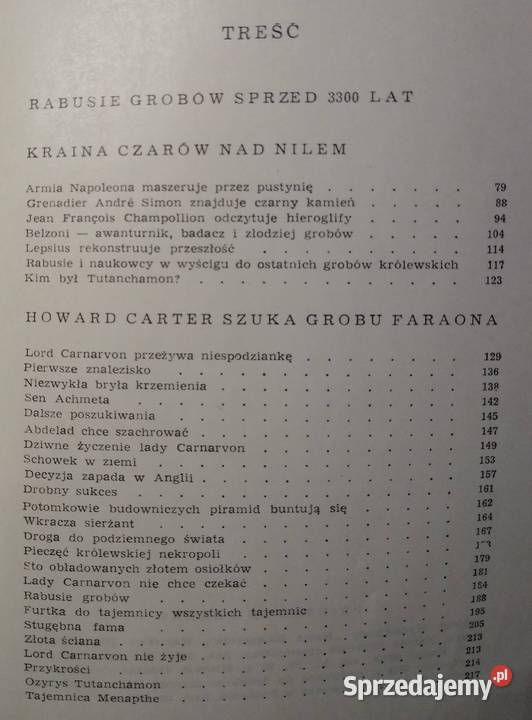 TREŚĆ
RABUSIE GROBÓW SPRZED 3300 LAT
KRAINA CZARÓW NAD NILEM
Armia Napoleona maszeruje przez pustynię . . . . . . . 79
Grenadier André Simon znajduje czarny kamień . . . . . . 88
Jean François Champollion odczytuje hieroglify . . . . . . 94
Belzoni — awanturnik, badacz i złodziej grobów . . . . . . 104
Lepsius rekonstruuje przeszłość . . . . . . . . . 114
Rabusie i naukowcy w wyścigu do ostatnich grobów królewskich 117
Kim był Tutanchamon? . . . . . . . . . . . 123
HOWARD CARTER SZUKA GROBU FARAONA
Lord Carnarvon przeżywa niespodziankę . . . . . . . 129
Pierwsze znalezisko . . . . . . . . . . . 136
Niezwykła bryła krzemienia . . . . . . . . . 138
Sen Achmeta . . . . . . . . . . . . 142
Dalsze poszukiwania . . . . . . . . . . . 145
Abdelad chce szachrować . . . . . . . . . . 147
Dziwne życzenie lady Carnarvon . . . . . . . . 149
Schowek w ziemi . . . . . . . . . . . . 153
Decyzja zapada w Anglii . . . . . . . . . . 157
Drobny sukces . . . . . . . . . . . . 161
Potomkowie budowniczych piramid buntują się . . . . . 162
Wkracza sierżant . . . . . . . . . . . 164
Droga do podziemnego świata . . . . . . . . . 167
Pieczęć królewskiej nekropoli . . . . . . . . .
Sto obładowanych złotem osiołków . . . . . . . . 179
Lady Carnarvon nie chce czekać . . . . . . . . 181
Rabusie grobów . . . . . . . . . . . . 184
Furtka do tajemnicy wszystkich tajemnic . . . . . . 188
Stugębna fama . . . . . . . . . . . . 195
Złota ściana . . . . . . . . . . . . 205
Lord Carnarvon nie żyje . . . . . . . . . . 213
Przykrości . . . . . . . . . . . . . 213
Ozyrys Tutanchamon . . . . . . . . . . . 214
Tajemnica Menapthe . . . . . . . . . . . 217
Sprzedajemy.pl